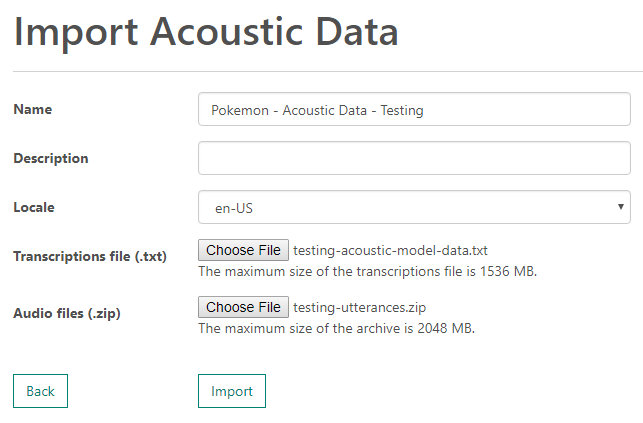 Import Acoustic Data
Name Pokemon - Acoustic Data - Testing
Description
Locale en-US
Transcriptions file (.txt) Choose File testing-acoustic-model-data.txt
The maximum size of the transcriptions file is 1536 MB.
Audio files (.zip) Choose File testing-utterances.zip
The maximum size of the archive is 2048 MB.
Back Import